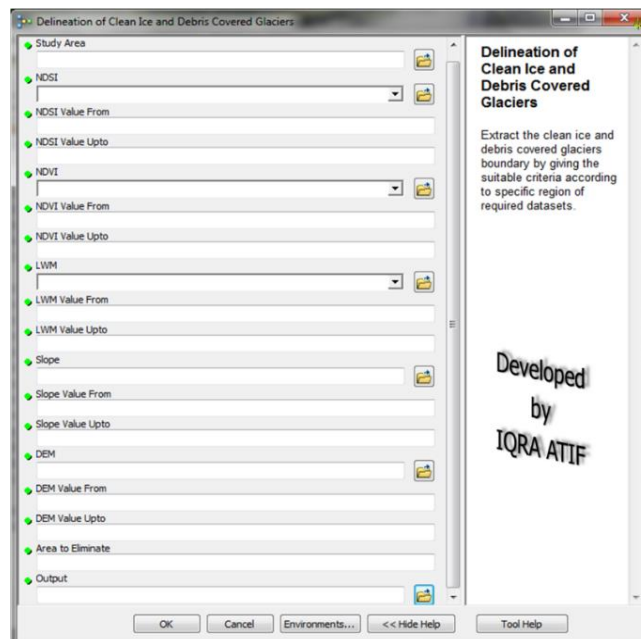 Delineation of Clean Ice and Debris Covered Glaciers
Study Area
NDSI
NDSI Value From
NDSI Value Upto
NDVI
NDVI Value From
NDVI Value Upto
LWM
LWM Value From
LWM Value Upto
Slope
Slope Value From
Slope Value Upto
DEM
DEM Value From
DEM Value Upto
Area to Eliminate
Output
Delineation of
Clean Ice and
Debris Covered
Glaciers
Extract the clean ice and
debris covered glaciers
boundary by giving the
suitable criteria according
to specific region of
required datasets.
Developed
by
IQRA ATIF
OK
Cancel
Environments...
<< Hide Help
Tool Help